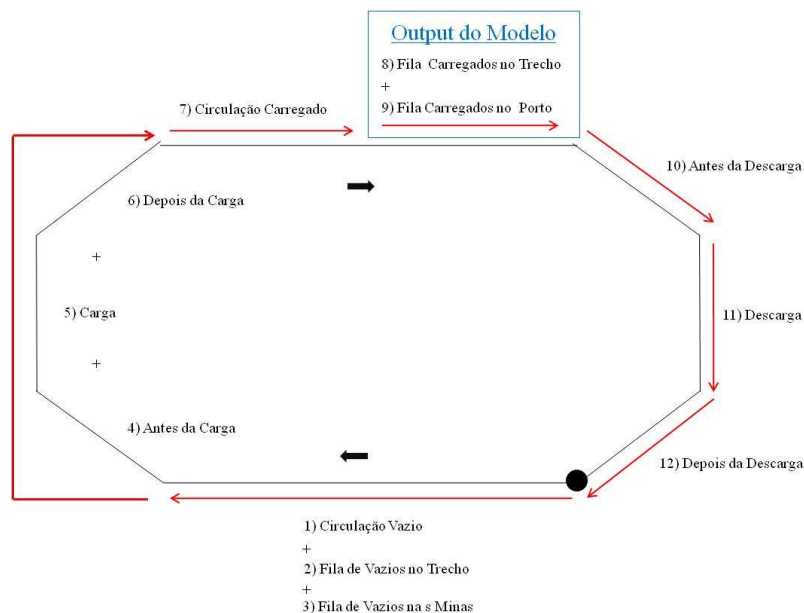 Output do Modelo
8) Fila Carregados no Trecho
+
9) Fila Carregados no Porto
7) Circulação Carregado
10) Antes da Descarga
6) Depois da Carga
+
5) Carga
+
4) Antes da Carga
11) Descarga
12) Depois da Descarga
1) Circulação Vazio
+
2) Fila de Vazios no Trecho
+
3) Fila de Vazios na s Minas